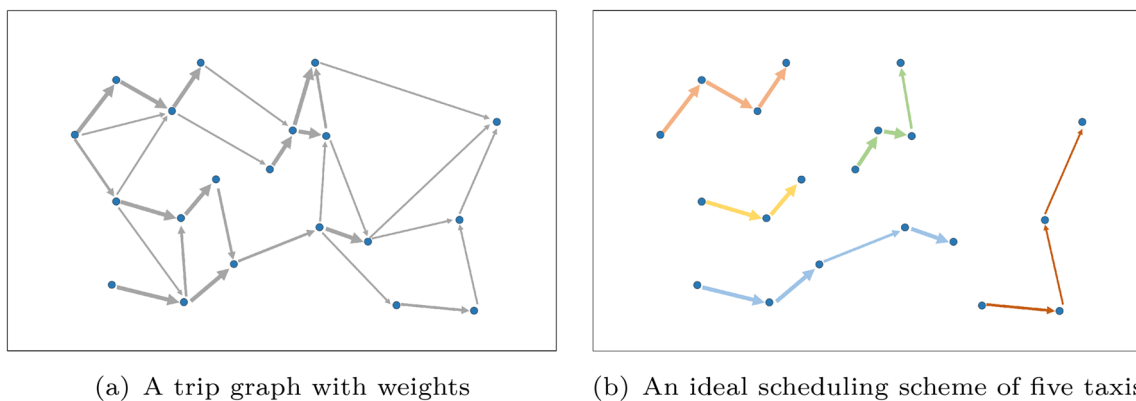 (a) A trip graph with weights
(b) An ideal scheduling scheme of five taxis